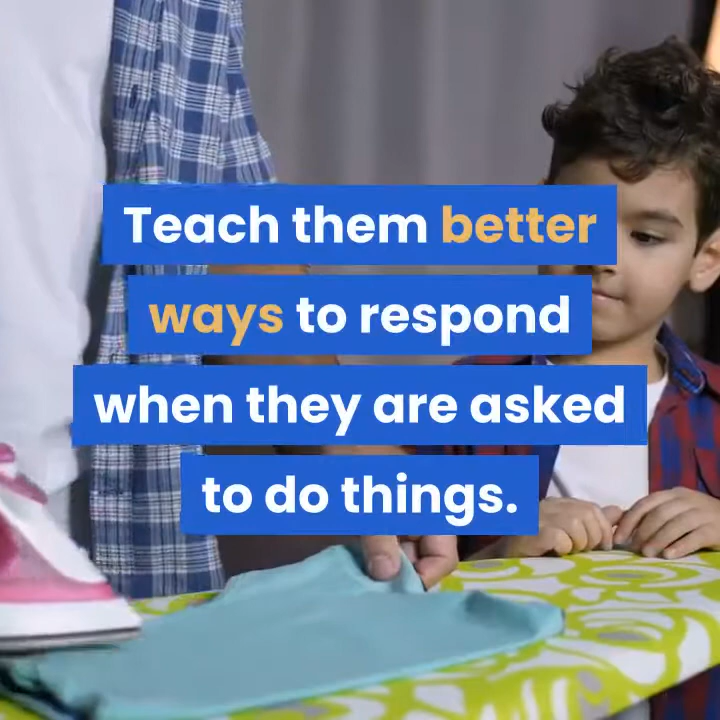 Teach them better
ways to respond
when they are asked
to do things.